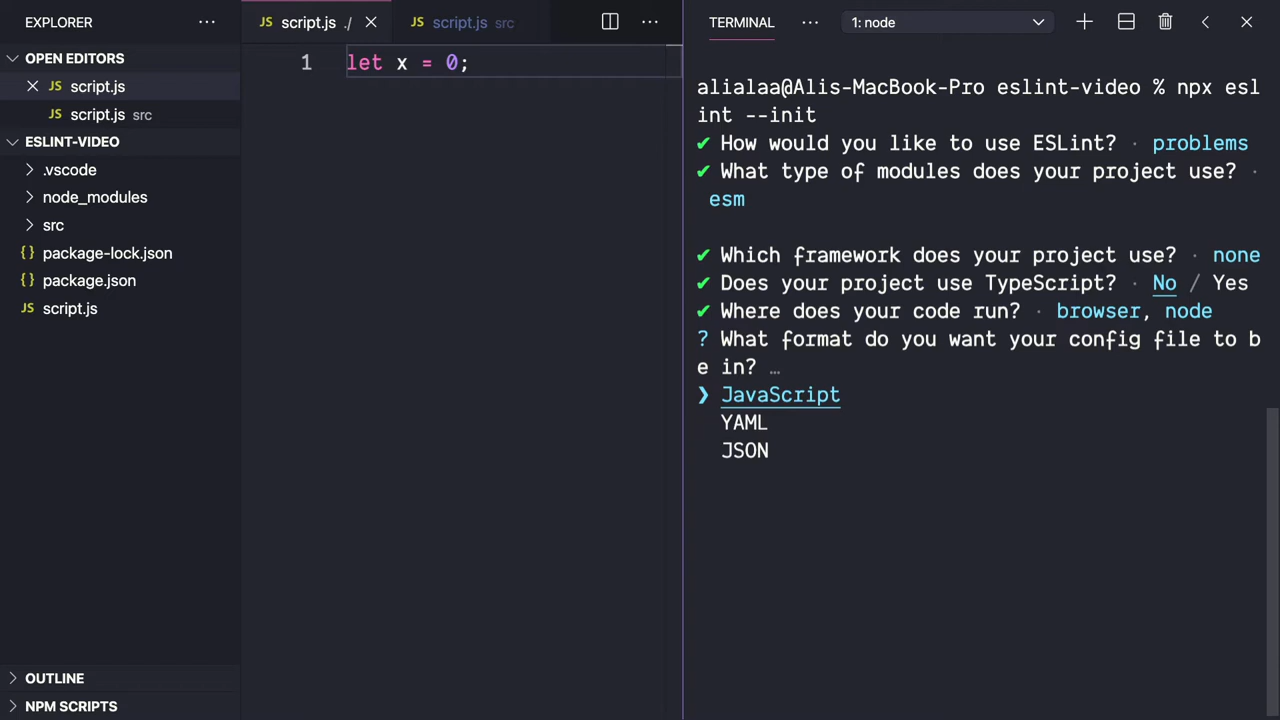 EXPLORER ···
OPEN EDITORS
JS script.js
JS script.js src
ESLINT-VIDEO
.vscode
node_modules
src
{} package-lock.json
{} package.json
JS script.js
OUTLINE
NPM SCRIPTS
JS script.js ./
JS script.js src
···
1 let x = 0;
TERMINAL ··· 1: node
alialaa@Alis-MacBook-Pro eslint-video % npx esl
int --init
✔ How would you like to use ESLint? · problems
✔ What type of modules does your project use? ·
esm
✔ Which framework does your project use? · none
✔ Does your project use TypeScript? · No / Yes
✔ Where does your code run? · browser, node
? What format do you want your config file to b
e in? …
❯ JavaScript
YAML
JSON